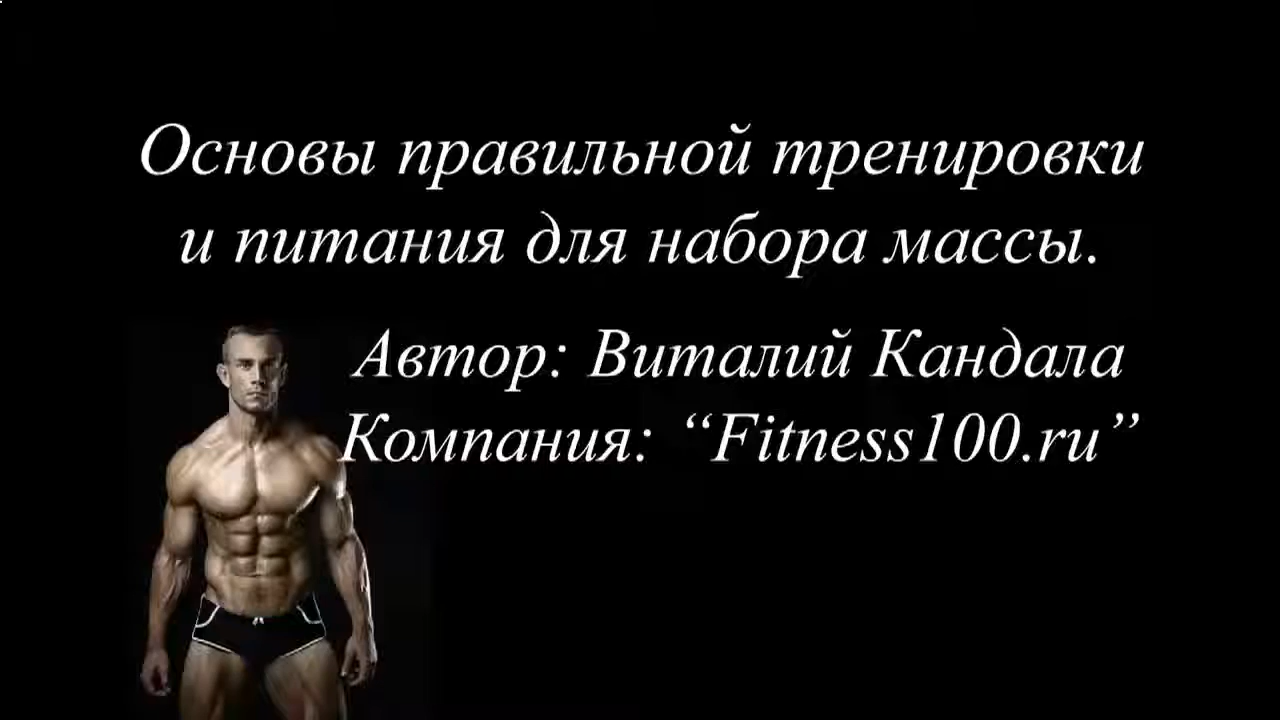 Основы правильной тренировки
и питания для набора массы.
Автор: Виталий Кандала
Компания: “Fitness100.ru”